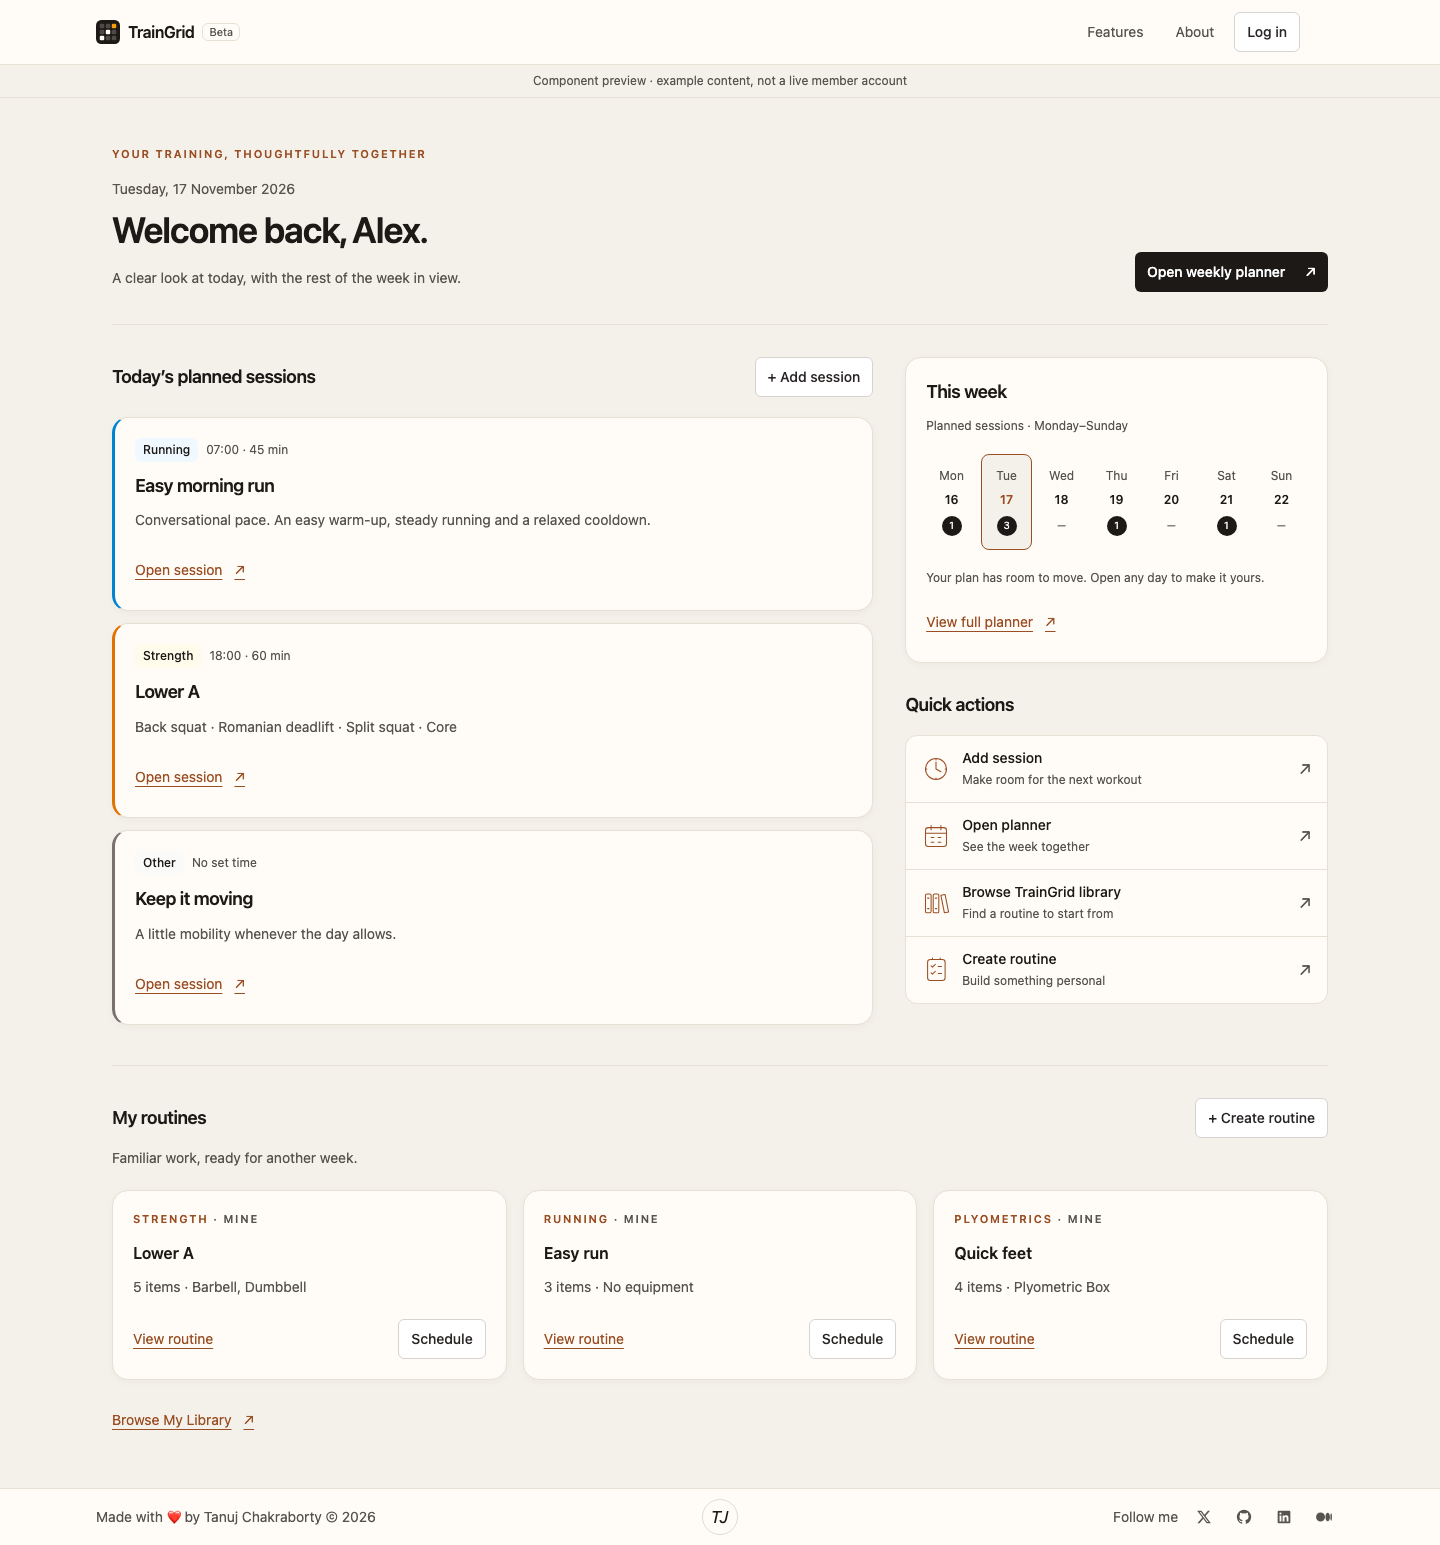 TrainGrid Beta
Features About Log in
Component preview · example content, not a live member account
YOUR TRAINING, THOUGHTFULLY TOGETHER
Tuesday, 17 November 2026
Welcome back, Alex.
A clear look at today, with the rest of the week in view.
Open weekly planner ↗
Today’s planned sessions
+ Add session
Running 07:00 · 45 min
Easy morning run
Conversational pace. An easy warm-up, steady running and a relaxed cooldown.
Open session ↗
Strength 18:00 · 60 min
Lower A
Back squat · Romanian deadlift · Split squat · Core
Open session ↗
Other No set time
Keep it moving
A little mobility whenever the day allows.
Open session ↗
This week
Planned sessions · Monday–Sunday
Mon Tue Wed Thu Fri Sat Sun
16 17 18 19 20 21 22
1 3 – 1 – 1 –
Your plan has room to move. Open any day to make it yours.
View full planner ↗
Quick actions
Add session
Make room for the next workout
Open planner
See the week together
Browse TrainGrid library
Find a routine to start from
Create routine
Build something personal
My routines
+ Create routine
Familiar work, ready for another week.
STRENGTH · MINE
Lower A
5 items · Barbell, Dumbbell
View routine Schedule
RUNNING · MINE
Easy run
3 items · No equipment
View routine Schedule
PLYOMETRICS · MINE
Quick feet
4 items · Plyometric Box
View routine Schedule
Browse My Library ↗
Made with ❤️ by Tanuj Chakraborty © 2026
TJ
Follow me